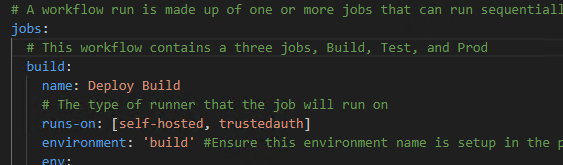 # A workflow run is made up of one or more jobs that can run sequentiall
jobs:
# This workflow contains a three jobs, Build, Test, and Prod
build:
name: Deploy Build
# The type of runner that the job will run on
runs-on: [self-hosted, trustedauth]
environment: 'build' #Ensure this environment name is setup in the p
env: